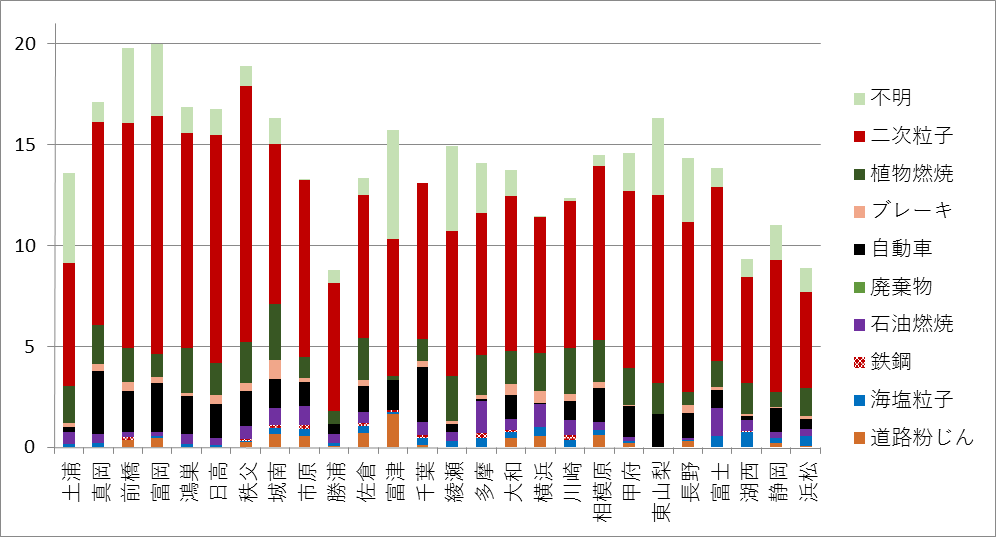 20
15
10
5
0
土浦
真岡
前橋
富岡
鴻巣
日高
秩父
城南
市原
勝浦
佐倉
富津
千葉
綾瀬
多摩
大和
横浜
川崎
相模原
甲府
東山梨
長野
富士
湖西
静岡
浜松
不明
二次粒子
植物燃焼
ブレーキ
自動車
廃棄物
石油燃焼
鉄鋼
海塩粒子
道路粉じん